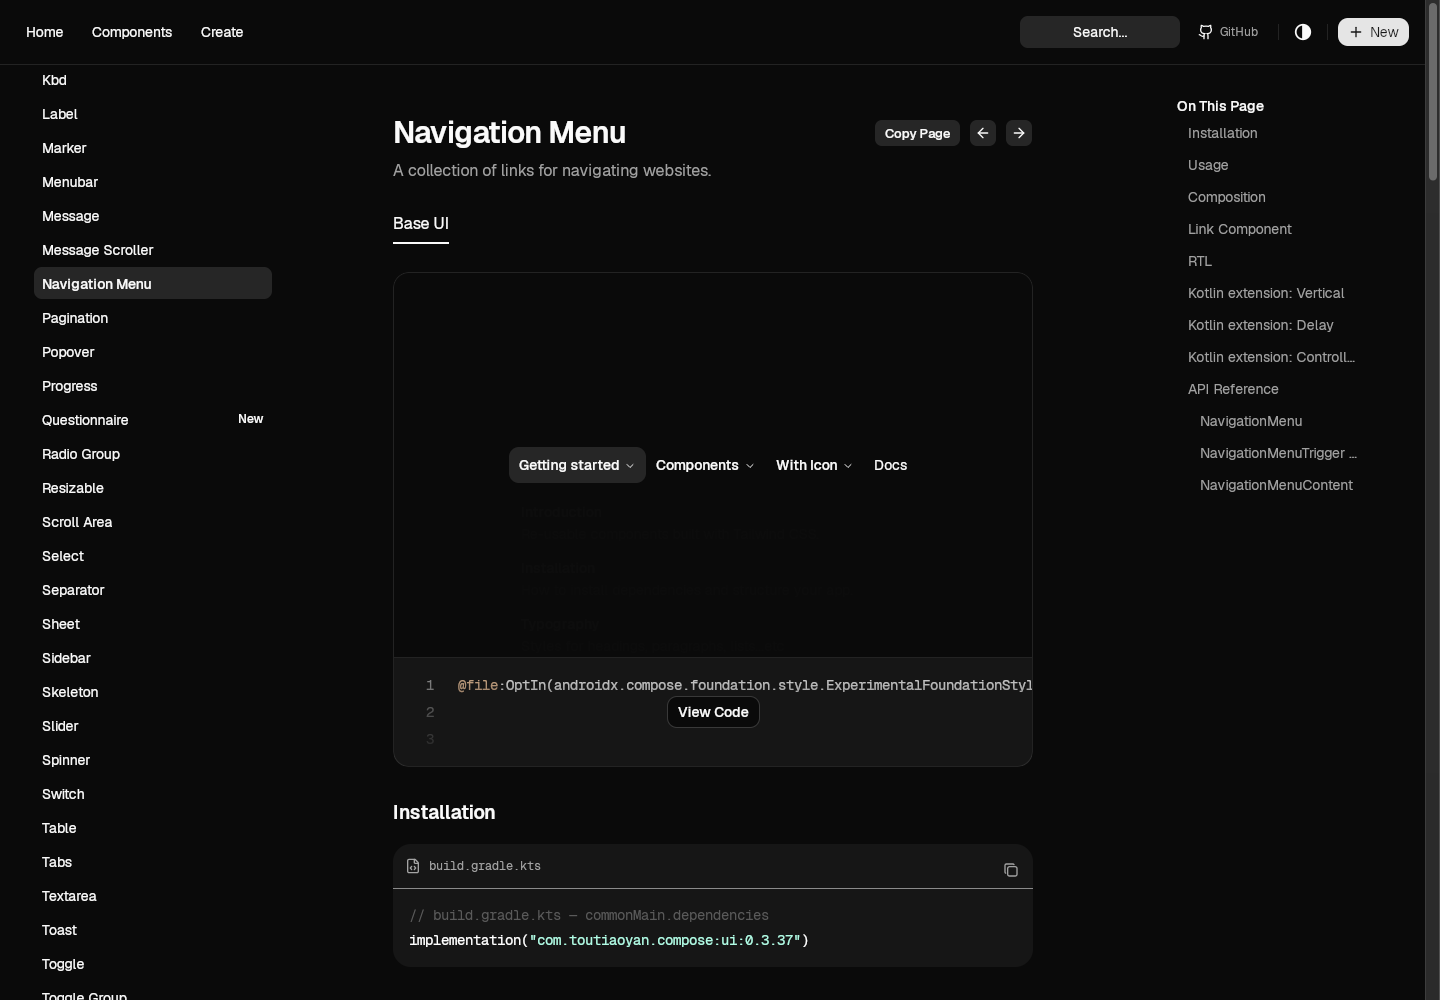 Home
Components
Create
Search...
GitHub
New
Kbd
Label
Marker
Menubar
Message
Message Scroller
Navigation Menu
Pagination
Popover
Progress
Questionnaire New
Radio Group
Resizable
Scroll Area
Select
Separator
Sheet
Sidebar
Skeleton
Slider
Spinner
Switch
Table
Tabs
Textarea
Toast
Toggle
Toggle Group
Navigation Menu
Copy Page
A collection of links for navigating websites.
Base UI
Getting started
Components
With Icon
Docs
1 @file:OptIn(androidx.compose.foundation.style.ExperimentalFoundationStyl
2
3
View Code
Installation
build.gradle.kts
// build.gradle.kts — commonMain.dependencies
implementation("com.toutiaoyan.compose:ui:0.3.37")
On This Page
Installation
Usage
Composition
Link Component
RTL
Kotlin extension: Vertical
Kotlin extension: Delay
Kotlin extension: Controll...
API Reference
NavigationMenu
NavigationMenuTrigger ...
NavigationMenuContent